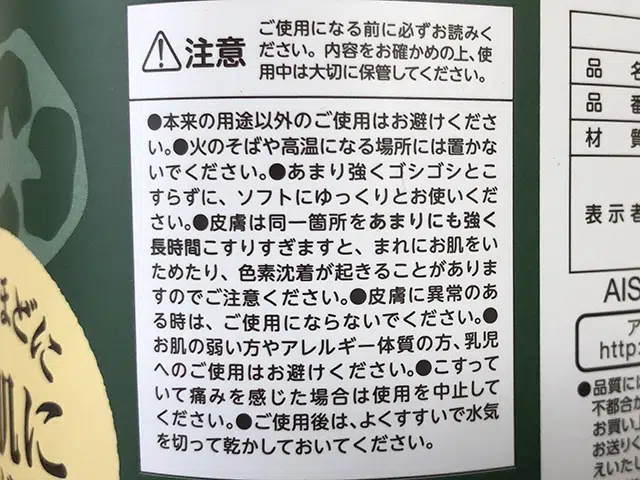 注意
ご使用になる前に必ずお読みく
ださい。内容をお確かめの上、使
用中は大切に保管してください。
●本来の用途以外のご使用はお避けくださ
い。●火のそばや高温になる場所には置かな
いでください。●あまり強くゴシゴシとこ
すらずに、ソフトにゆっくりとお使いくだ
さい。●皮膚は同一箇所をあまりにも強く
長時間こすりすぎますと、まれにお肌をい
ためたり、色素沈着が起きることがありま
すのでご注意ください。●皮膚に異常のあ
る時は、ご使用にならないでください。●
お肌の弱い方やアレルギー体質の方、乳児
へのご使用はお避けください。●こすって
いて痛みを感じた場合は使用を中止して
ください。●ご使用後は、よくすすいで水気
を切って乾かしておいてください。
ほどに
肌に
品 名
品 番
材 質
表示者
AIS
ア
http:
●品質には
不都合が
お買い上
お送りく
えいたし